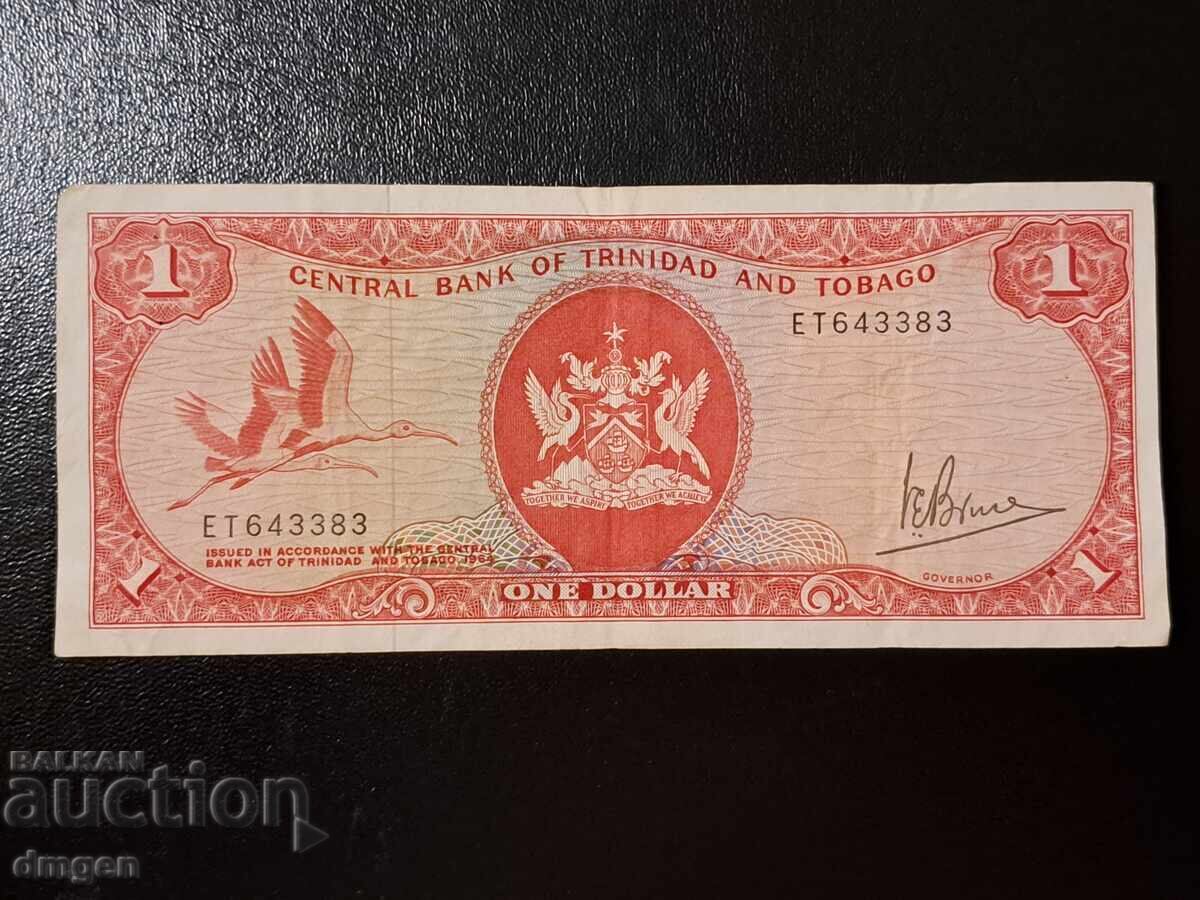 1 1
CENTRAL BANK OF TRINIDAD AND TOBAGO
ET643383
TOGETHER WE ASPIRE TOGETHER WE ACHIEVE
ET643383
ISSUED IN ACCORDANCE WITH THE CENTRAL
BANK ACT OF TRINIDAD AND TOBAGO, 1964
GOVERNOR
1 ONE DOLLAR 1
BALKAN
auction
dmgen